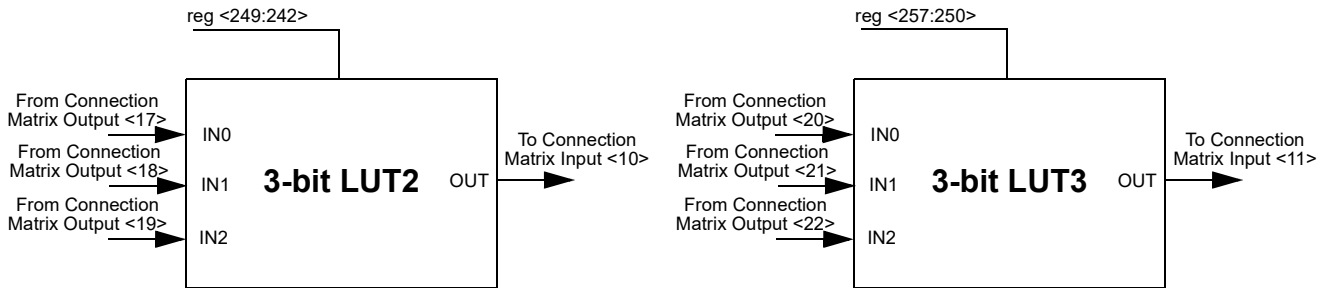 reg <249:242>
From Connection
Matrix Output <17>
IN0
From Connection
Matrix Output <18>
IN1
3-bit LUT2
OUT
To Connection
Matrix Input <10>
From Connection
Matrix Output <19>
IN2
reg <257:250>
From Connection
Matrix Output <20>
IN0
From Connection
Matrix Output <21>
IN1
3-bit LUT3
OUT
To Connection
Matrix Input <11>
From Connection
Matrix Output <22>
IN2